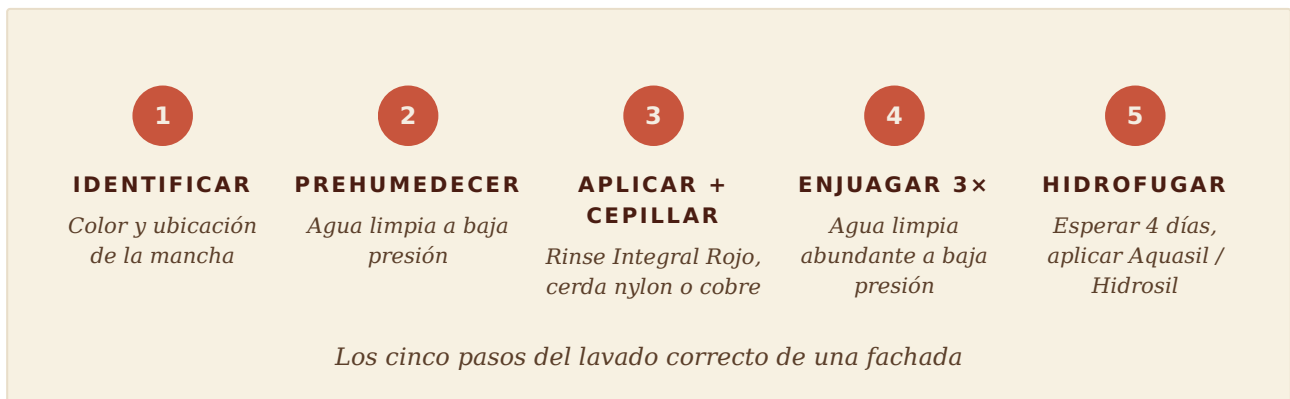 1
IDENTIFICAR
Color y ubicación
de la mancha
2
PREHUMEDECER
Agua limpia a baja
presión
3
APLICAR +
CEPILLAR
Rinse Integral Rojo,
cerda nylon o cobre
4
ENJUAGAR 3×
Agua limpia
abundante a baja
presión
5
HIDROFUGAR
Esperar 4 días,
aplicar Aquasil /
Hidrosil
Los cinco pasos del lavado correcto de una fachada